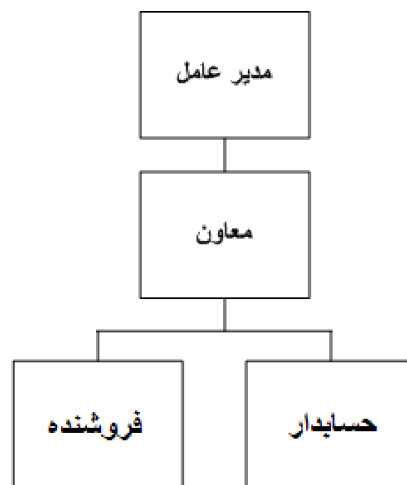 مدیر عامل
معاون
حسابدار
فروشنده